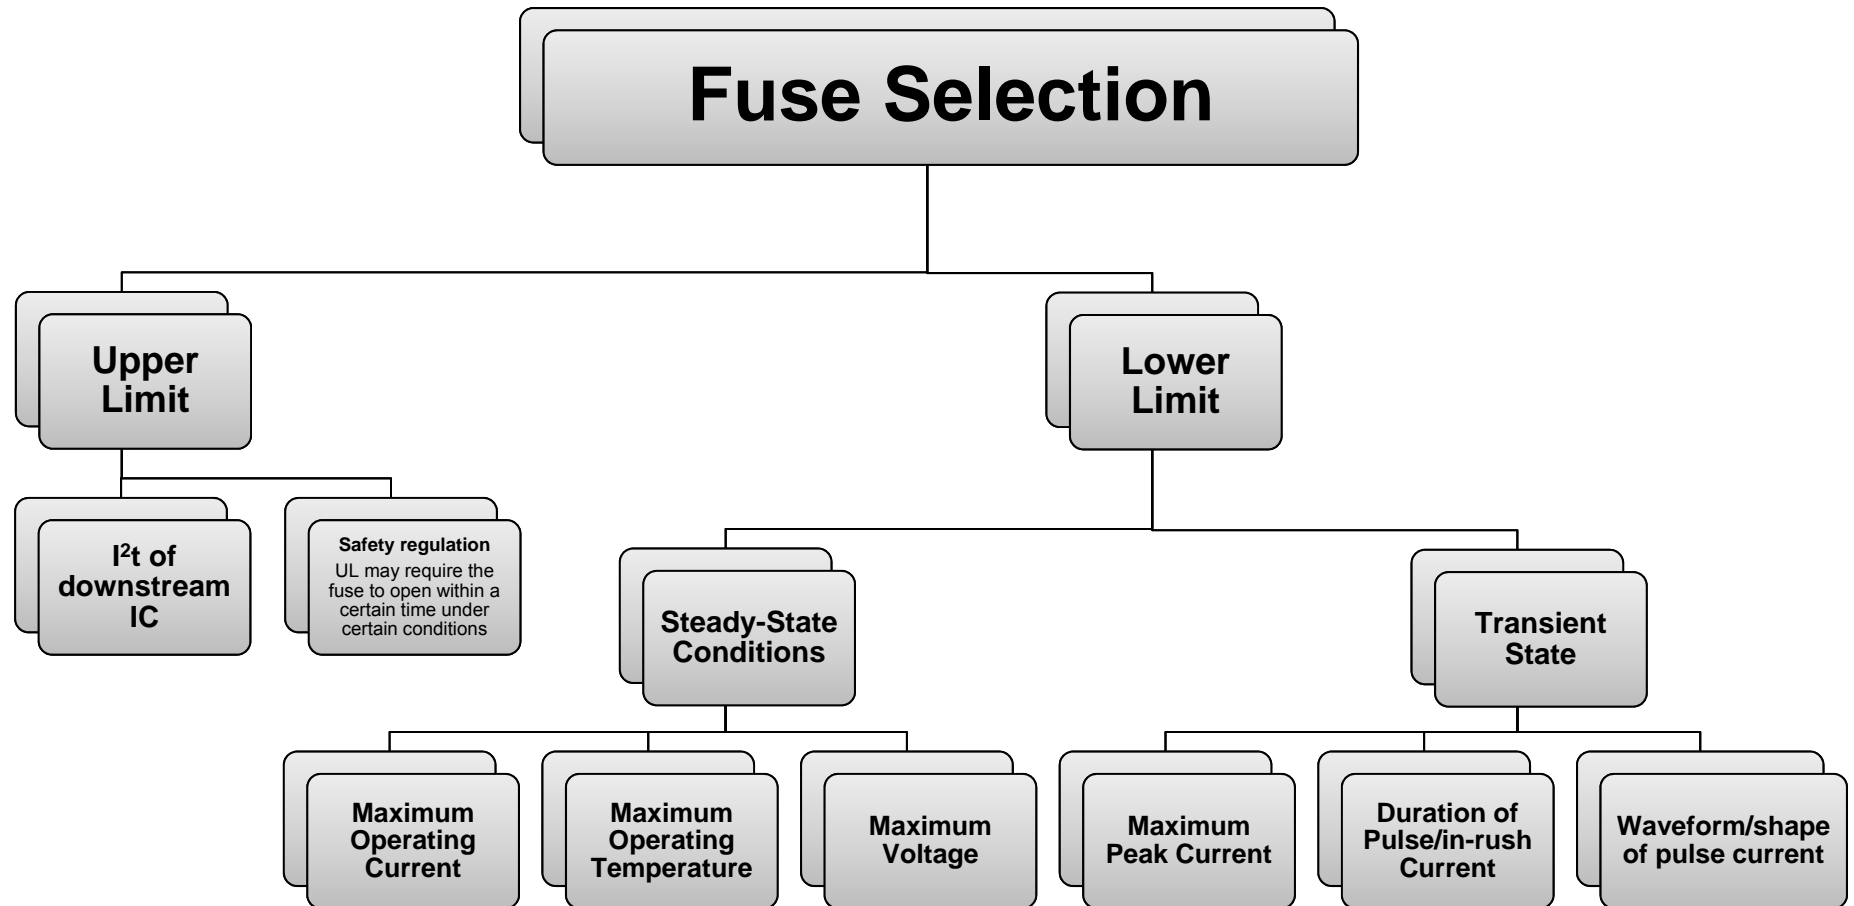 Fuse Selection
Upper
Limit
Lower
Limit
I²t of
downstream
IC
Safety regulation
UL may require the
fuse to open within a
certain time under
certain conditions
Steady-State
Conditions
Transient
State
Maximum
Operating
Current
Maximum
Operating
Temperature
Maximum
Voltage
Maximum
Peak Current
Duration of
Pulse/in-rush
Current
Waveform/shape
of pulse current